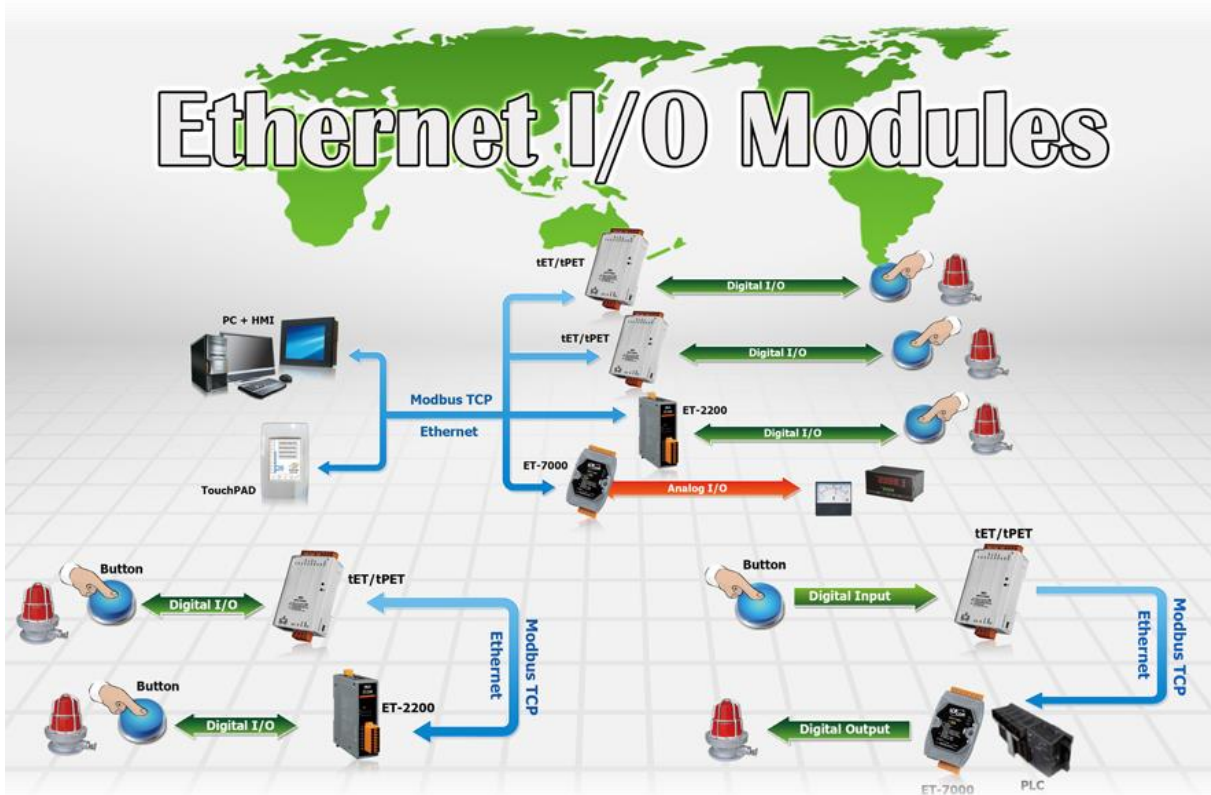 Ethernet I/O Modules
tET/tPET
Digital I/O
PC + HMI
tET/tPET
Digital I/O
Modbus TCP
Ethernet
ET-2200
Digital I/O
TouchPAD
ET-7000
Analog I/O
Button
Digital I/O
tET/tPET
Modbus TCP
Ethernet
Button
Digital I/O
ET-2200
Button
Digital Input
tET/tPET
Modbus TCP
Ethernet
Digital Output
ET-7000
PLC